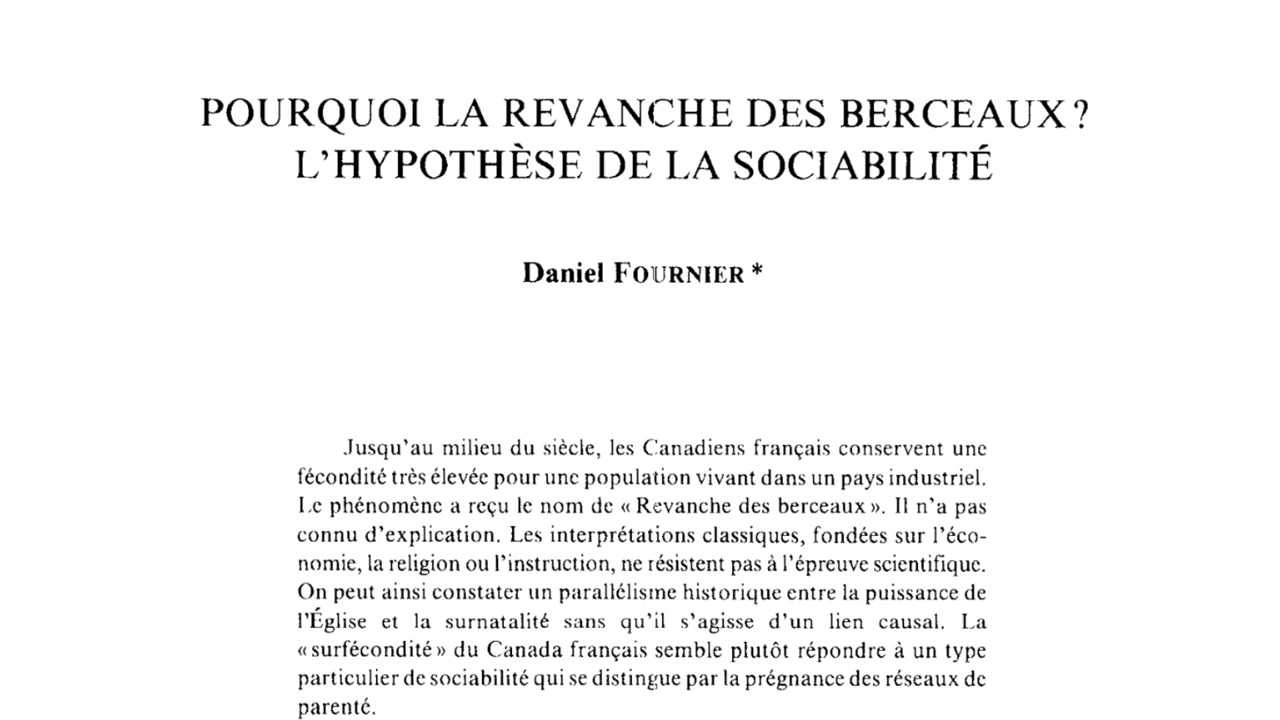 POURQUOI LA REVANCHE DES BERCEAUX ?
L'HYPOTHÈSE DE LA SOCIABILITÉ
Daniel FOURNIER *
Jusqu'au milieu du siècle, les Canadiens français conservent une
fécondité très élevée pour une population vivant dans un pays industriel.
Le phénomène a reçu le nom de « Revanche des berceaux ». Il n'a pas
connu d'explication. Les interprétations classiques, fondées sur l'éco-
nomie, la religion ou l'instruction, ne résistent pas à l'épreuve scientifique.
On peut ainsi constater un parallélisme historique entre la puissance de
l'Église et la surnatalité sans qu'il s'agisse d'un lien causal. La
« surfécondité » du Canada français semble plutôt répondre à un type
particulier de sociabilité qui se distingue par la prégnance des réseaux de
parenté.